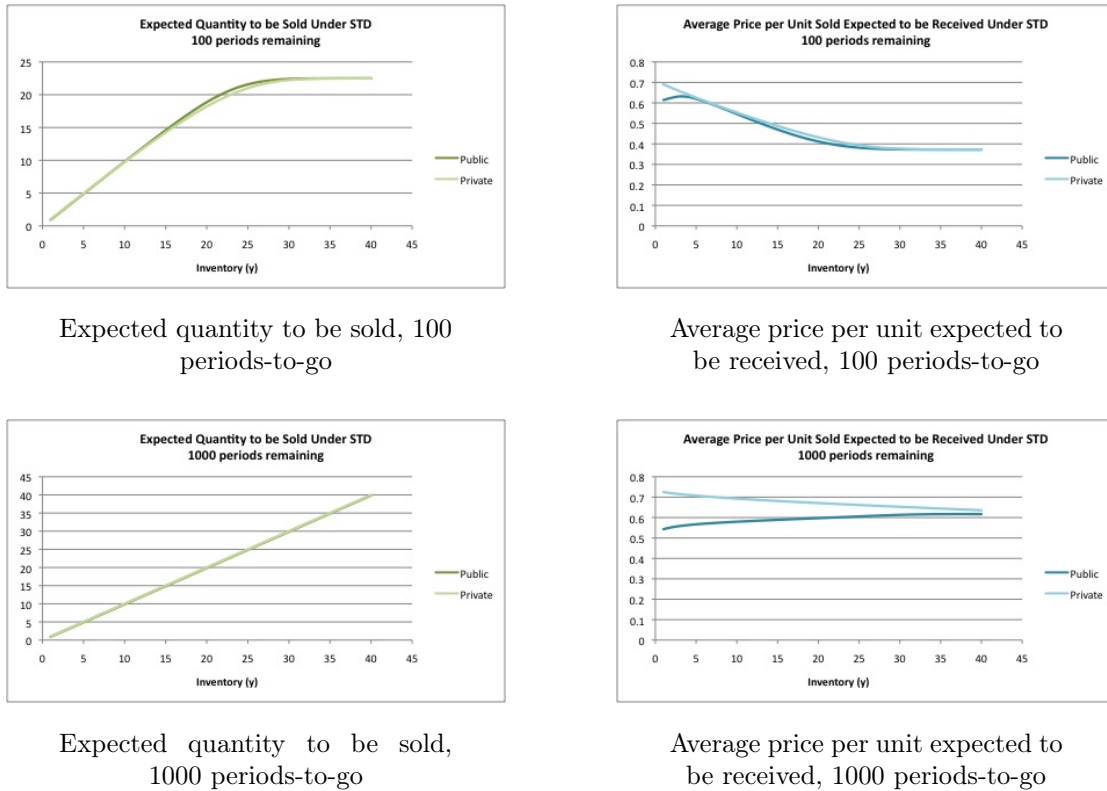 Expected Quantity to be Sold Under STD
100 periods remaining
25
20
15
10
5
0
0 5 10 15 20 25 30 35 40 45
Inventory (y)
Public
Private
Expected quantity to be sold, 100
periods-to-go
Average Price per Unit Sold Expected to be Received Under STD
100 periods remaining
0.8
0.7
0.6
0.5
0.4
0.3
0.2
0.1
0
0 5 10 15 20 25 30 35 40 45
Inventory (y)
Public
Private
Average price per unit expected to
be received, 100 periods-to-go
Expected Quantity to be Sold Under STD
1000 periods remaining
45
40
35
30
25
20
15
10
5
0
0 5 10 15 20 25 30 35 40 45
Inventory (y)
Public
Private
Expected quantity to be sold,
1000 periods-to-go
Average Price per Unit Sold Expected to be Received Under STD
1000 periods remaining
0.8
0.7
0.6
0.5
0.4
0.3
0.2
0.1
0
0 5 10 15 20 25 30 35 40 45
Inventory (y)
Public
Private
Average price per unit expected to
be received, 1000 periods-to-go